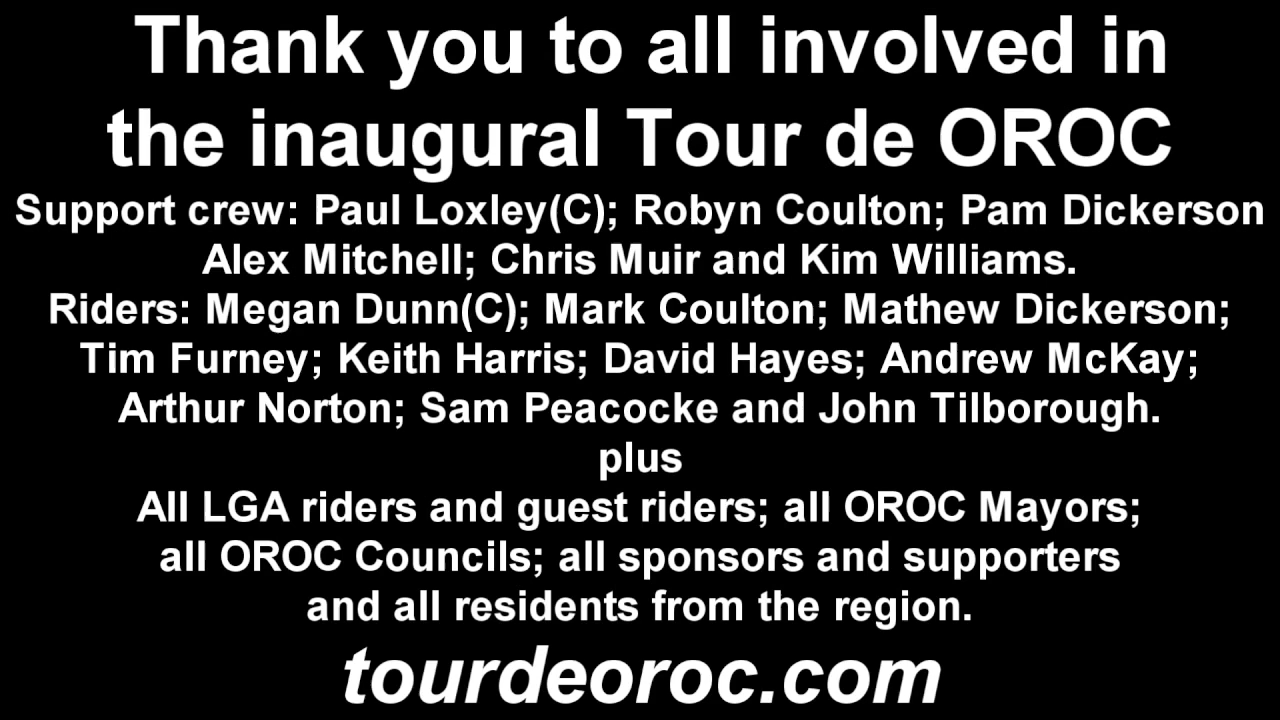 Thank you to all involved in
the inaugural Tour de OROC
Support crew: Paul Loxley(C); Robyn Coulton; Pam Dickerson
Alex Mitchell; Chris Muir and Kim Williams.
Riders: Megan Dunn(C); Mark Coulton; Mathew Dickerson;
Tim Furney; Keith Harris; David Hayes; Andrew McKay;
Arthur Norton; Sam Peacocke and John Tilborough.
plus
All LGA riders and guest riders; all OROC Mayors;
all OROC Councils; all sponsors and supporters
and all residents from the region.
tourdeoroc.com